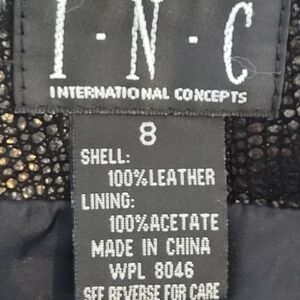 I·N·C
INTERNATIONAL CONCEPTS
8
SHELL:
100%LEATHER
LINING:
100%ACETATE
MADE IN CHINA
WPL 8046
SEE REVERSE FOR CARE